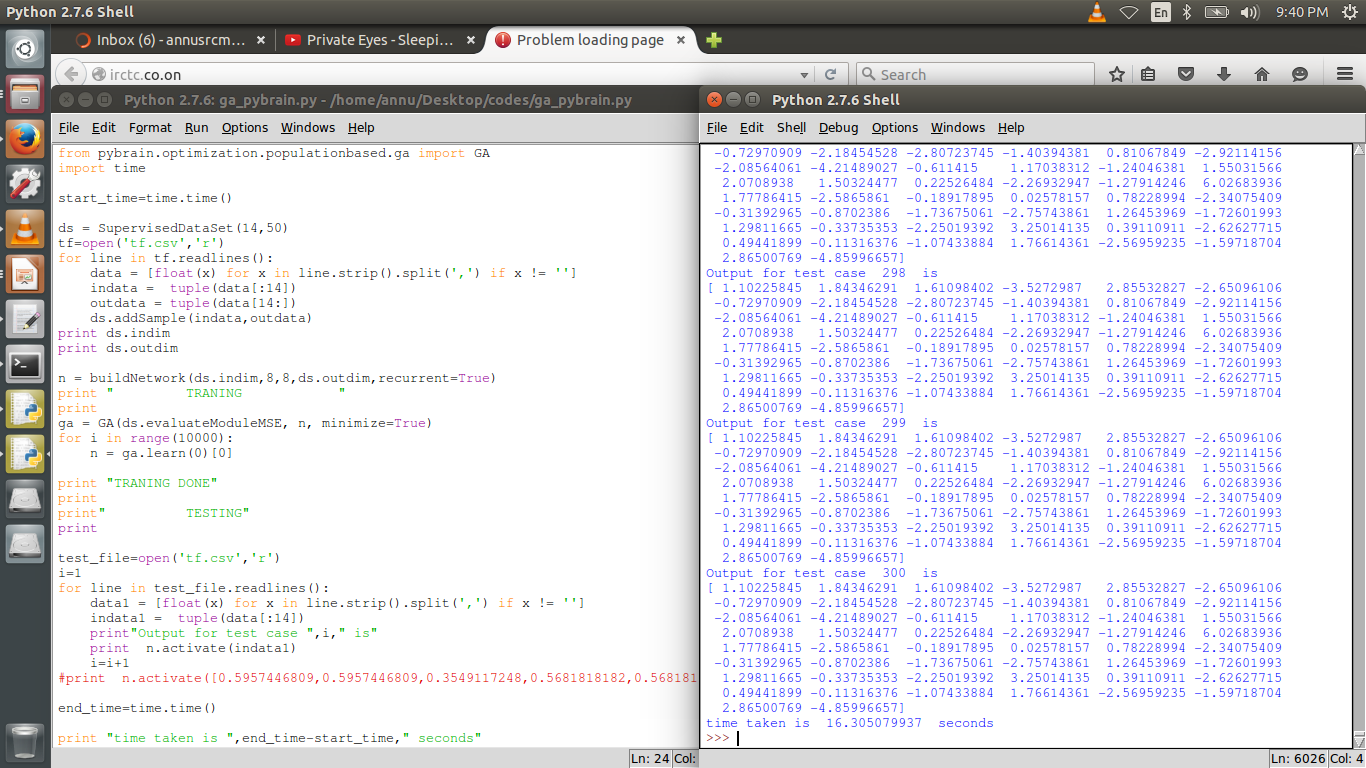 Python 2.7.6 Shell
En
9:40 PM
Inbox (6) - annusrcm...
Private Eyes - Sleepi...
Problem loading page
irctc.co.on
Search
Python 2.7.6: ga_pybrain.py - /home/annu/Desktop/codes/ga_pybrain.py
File Edit Format Run Options Windows Help
from pybrain.optimization.populationbased.ga import GA
import time
start_time=time.time()
ds = SupervisedDataSet(14,50)
tf=open('tf.csv','r')
for line in tf.readlines():
    data = [float(x) for x in line.strip().split(',') if x != '']
    indata =  tuple(data[:14])
    outdata = tuple(data[14:])
    ds.addSample(indata,outdata)
print ds.indim
print ds.outdim
n = buildNetwork(ds.indim,8,8,ds.outdim,recurrent=True)
print "         TRANING            "
print
ga = GA(ds.evaluateModuleMSE, n, minimize=True)
for i in range(10000):
    n = ga.learn(0)[0]
print "TRANING DONE"
print
print"          TESTING"
print
test_file=open('tf.csv','r')
i=1
for line in test_file.readlines():
    data1 = [float(x) for x in line.strip().split(',') if x != '']
    indata1 =  tuple(data[:14])
    print"Output for test case ",i," is"
    print  n.activate(indata1)
    i=i+1
#print  n.activate([0.5957446809,0.5957446809,0.3549117248,0.5681818182,0.56818
end_time=time.time()
print "time taken is ",end_time-start_time," seconds"
Ln: 24 Col:
Python 2.7.6 Shell
File Edit Shell Debug Options Windows Help
 -0.72970909 -2.18454528 -2.80723745 -1.40394381  0.81067849 -2.92114156
 -2.08564061 -4.21489027 -0.611415    1.17038312 -1.24046381  1.55031566
  2.0708938   1.50324477  0.22526484 -2.26932947 -1.27914246  6.02683936
  1.77786415 -2.5865861  -0.18917895  0.02578157  0.78228994 -2.34075409
 -0.31392965 -0.8702386  -1.73675061 -2.75743861  1.26453969 -1.72601993
  1.29811665 -0.33735353 -2.25019392  3.25014135  0.39110911 -2.62627715
  0.49441899 -0.11316376 -1.07433884  1.76614361 -2.56959235 -1.59718704
  2.86500769 -4.85996657]
Output for test case  298  is
[ 1.10225845  1.84346291  1.61098402 -3.5272987   2.85532827 -2.65096106
 -0.72970909 -2.18454528 -2.80723745 -1.40394381  0.81067849 -2.92114156
 -2.08564061 -4.21489027 -0.611415    1.17038312 -1.24046381  1.55031566
  2.0708938   1.50324477  0.22526484 -2.26932947 -1.27914246  6.02683936
  1.77786415 -2.5865861  -0.18917895  0.02578157  0.78228994 -2.34075409
 -0.31392965 -0.8702386  -1.73675061 -2.75743861  1.26453969 -1.72601993
  1.29811665 -0.33735353 -2.25019392  3.25014135  0.39110911 -2.62627715
  0.49441899 -0.11316376 -1.07433884  1.76614361 -2.56959235 -1.59718704
  2.86500769 -4.85996657]
Output for test case  299  is
[ 1.10225845  1.84346291  1.61098402 -3.5272987   2.85532827 -2.65096106
 -0.72970909 -2.18454528 -2.80723745 -1.40394381  0.81067849 -2.92114156
 -2.08564061 -4.21489027 -0.611415    1.17038312 -1.24046381  1.55031566
  2.0708938   1.50324477  0.22526484 -2.26932947 -1.27914246  6.02683936
  1.77786415 -2.5865861  -0.18917895  0.02578157  0.78228994 -2.34075409
 -0.31392965 -0.8702386  -1.73675061 -2.75743861  1.26453969 -1.72601993
  1.29811665 -0.33735353 -2.25019392  3.25014135  0.39110911 -2.62627715
  0.49441899 -0.11316376 -1.07433884  1.76614361 -2.56959235 -1.59718704
  2.86500769 -4.85996657]
Output for test case  300  is
[ 1.10225845  1.84346291  1.61098402 -3.5272987   2.85532827 -2.65096106
 -0.72970909 -2.18454528 -2.80723745 -1.40394381  0.81067849 -2.92114156
 -2.08564061 -4.21489027 -0.611415    1.17038312 -1.24046381  1.55031566
  2.0708938   1.50324477  0.22526484 -2.26932947 -1.27914246  6.02683936
  1.77786415 -2.5865861  -0.18917895  0.02578157  0.78228994 -2.34075409
 -0.31392965 -0.8702386  -1.73675061 -2.75743861  1.26453969 -1.72601993
  1.29811665 -0.33735353 -2.25019392  3.25014135  0.39110911 -2.62627715
  0.49441899 -0.11316376 -1.07433884  1.76614361 -2.56959235 -1.59718704
  2.86500769 -4.85996657]
time taken is  16.305079937  seconds
>>>
Ln: 6026 Col: 4